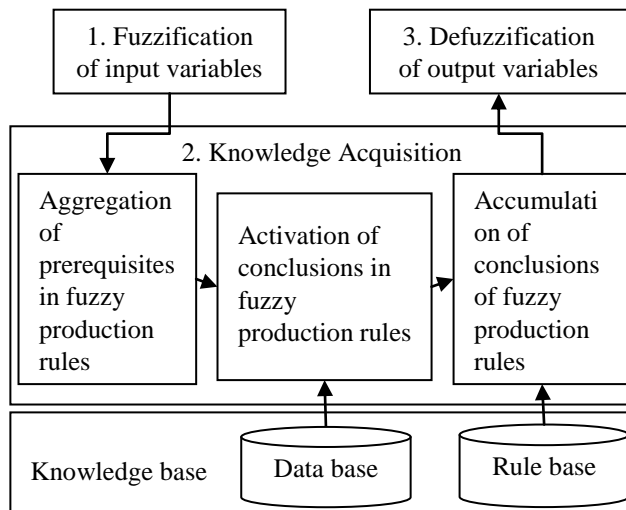 1. Fuzzification
of input variables
3. Defuzzification
of output variables
2. Knowledge Acquisition
Aggregation
of
prerequisites
in fuzzy
production
rules
Activation of
conclusions in
fuzzy
production rules
Accumulati
on of
conclusions
of fuzzy
production
rules
Knowledge base
Data base
Rule base